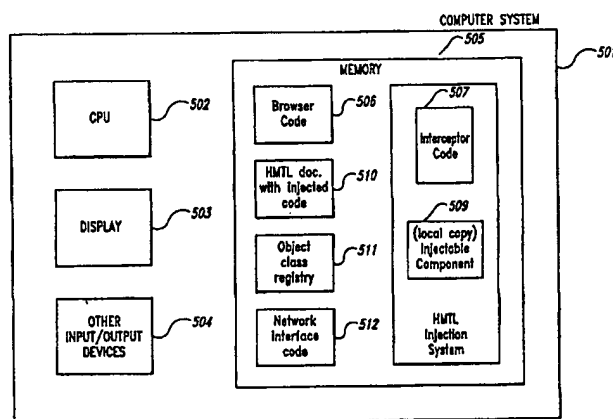 COMPUTER SYSTEM
501
505
MEMORY
CPU
502
Browser
Code
506
507
Interceptor
Code
HMTL doc.
with injected
code
510
DISPLAY
503
509
(local copy)
Injectable
Component
Object
class
registry
511
OTHER
INPUT/OUTPUT
DEVICES
504
Network
interface
code
512
HMTL
Injection
System